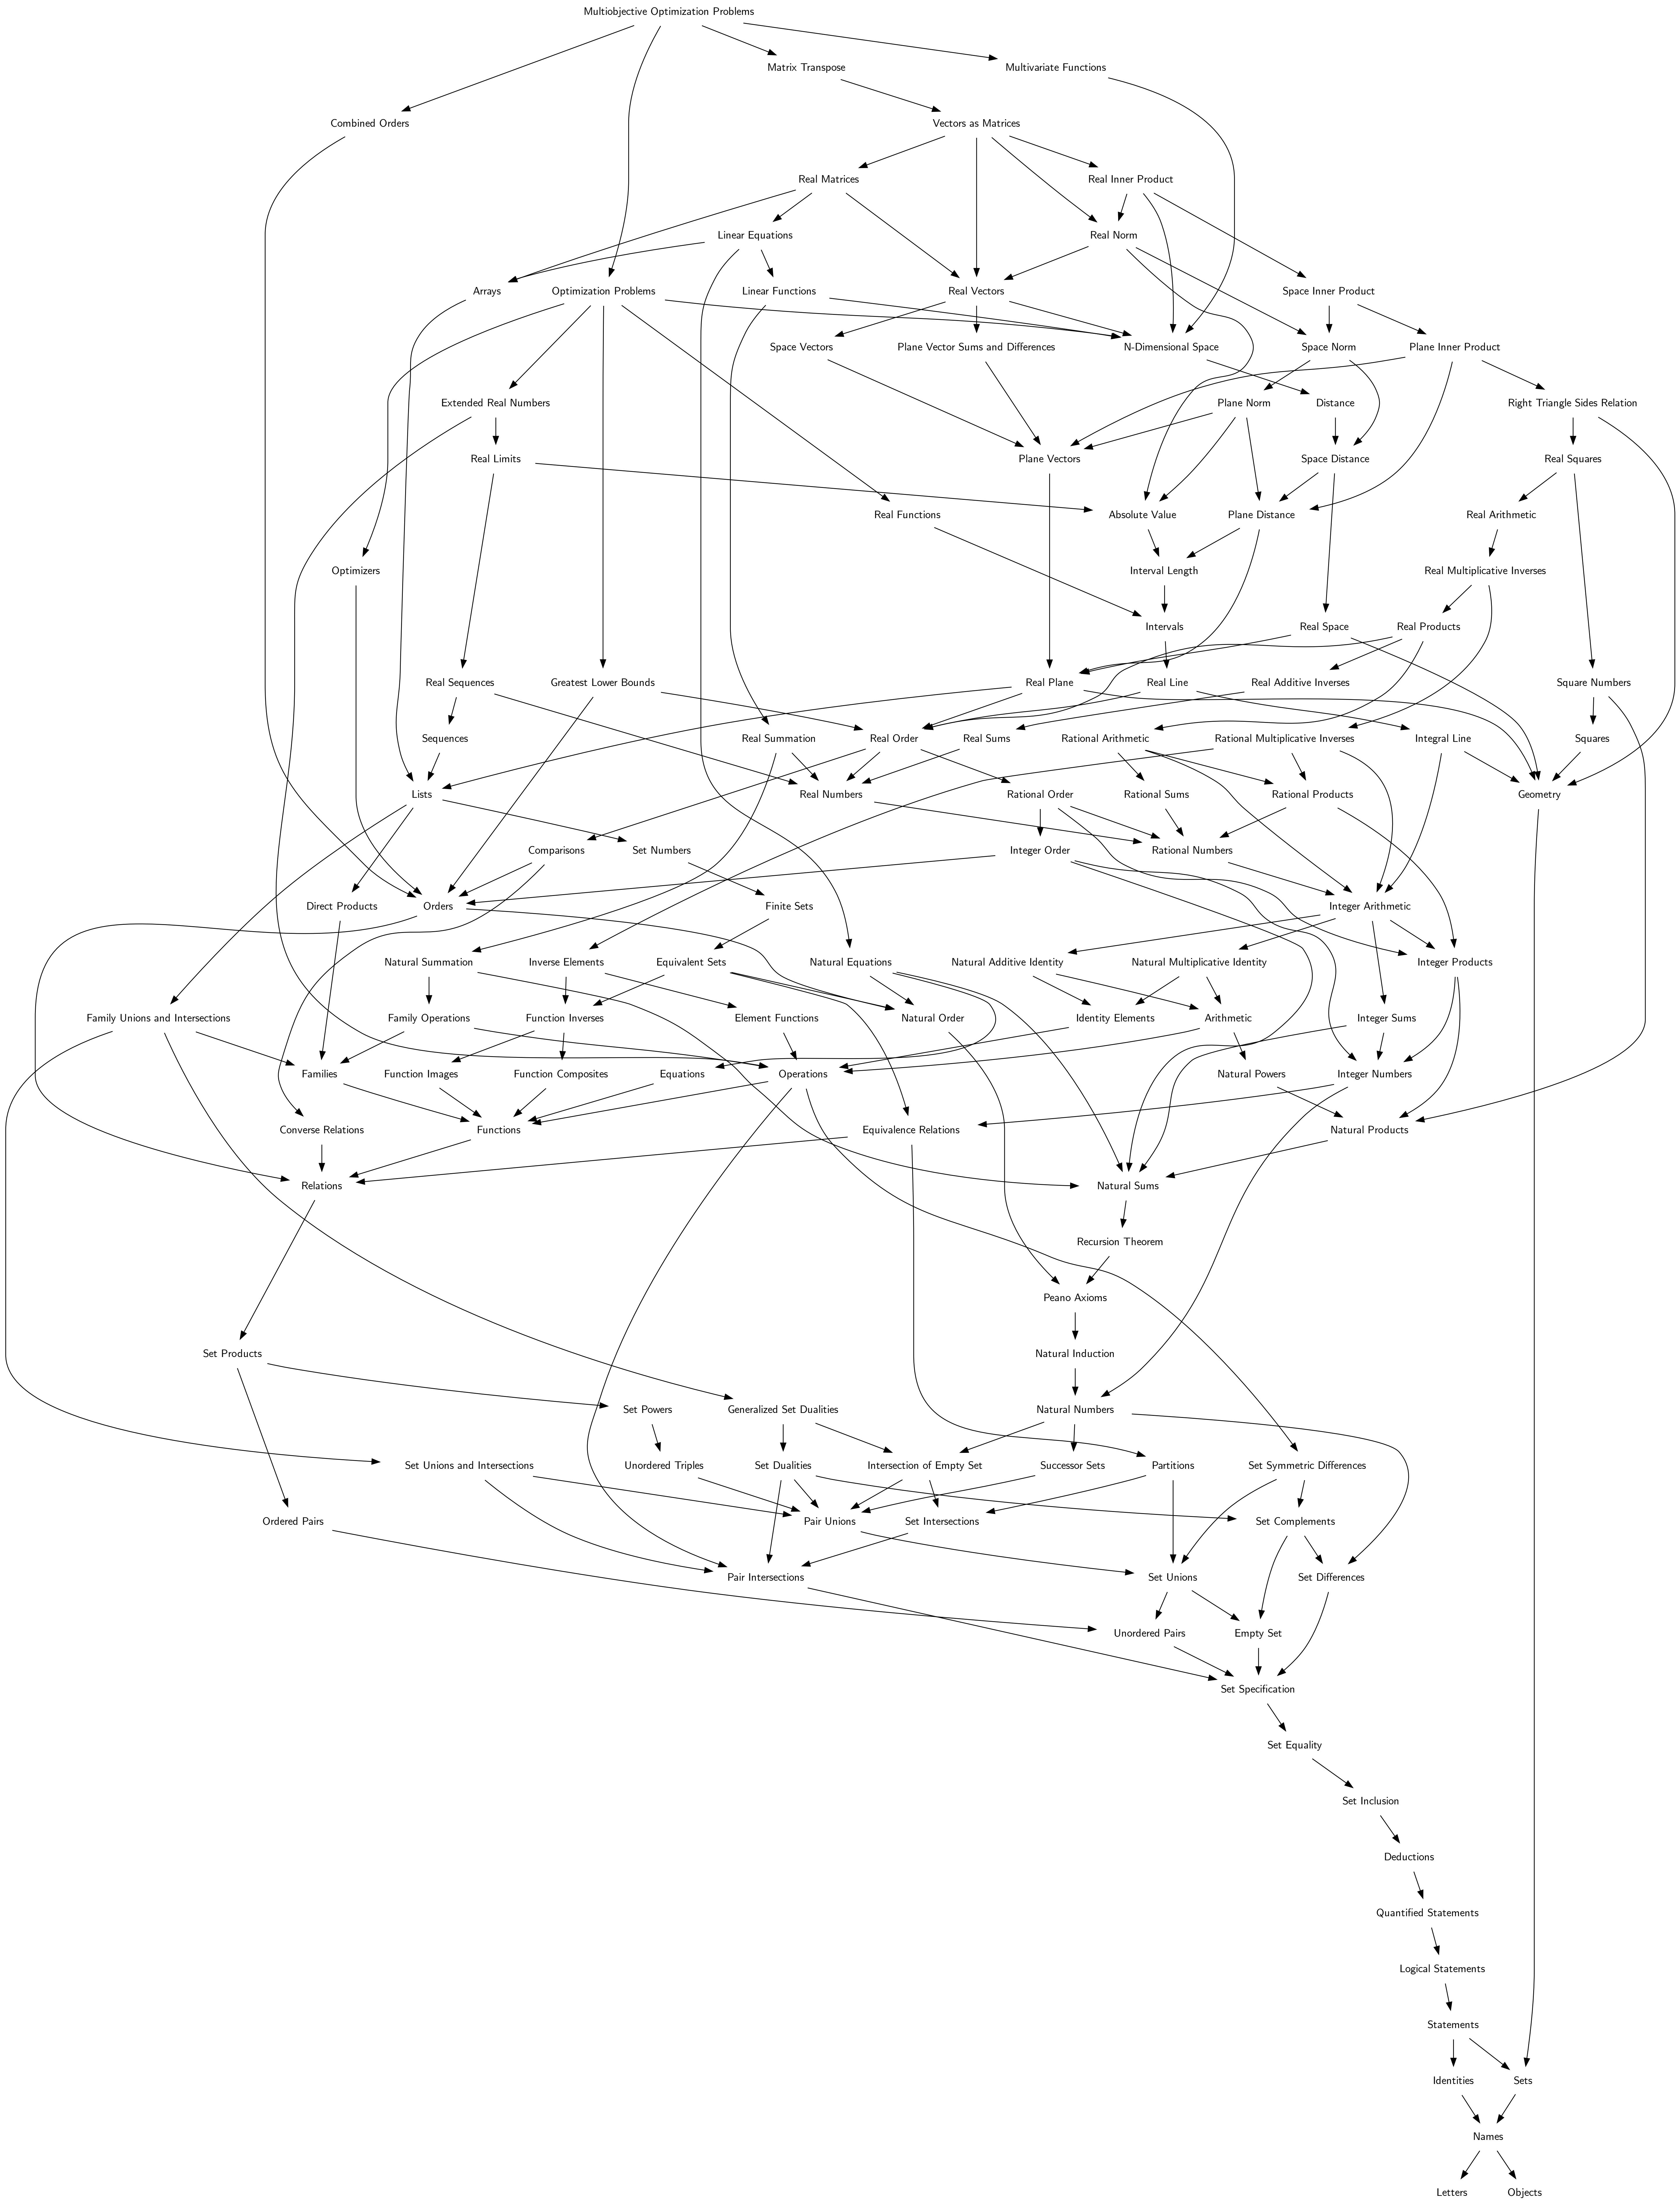 Multiobjective Optimization Problems
Matrix Transpose
Multivariate Functions
Combined Orders
Vectors as Matrices
Real Matrices
Real Inner Product
Linear Equations
Real Norm
Arrays
Optimization Problems
Linear Functions
Real Vectors
Space Inner Product
Space Vectors
Plane Vector Sums and Differences
N-Dimensional Space
Space Norm
Plane Inner Product
Extended Real Numbers
Plane Norm
Distance
Right Triangle Sides Relation
Real Limits
Plane Vectors
Space Distance
Real Squares
Real Functions
Absolute Value
Plane Distance
Real Arithmetic
Optimizers
Interval Length
Real Multiplicative Inverses
Intervals
Real Space
Real Products
Real Sequences
Greatest Lower Bounds
Real Plane
Real Line
Real Additive Inverses
Square Numbers
Sequences
Real Summation
Real Order
Real Sums
Rational Arithmetic
Rational Multiplicative Inverses
Integral Line
Squares
Lists
Real Numbers
Rational Order
Rational Sums
Rational Products
Geometry
Comparisons
Set Numbers
Integer Order
Rational Numbers
Direct Products
Orders
Finite Sets
Integer Arithmetic
Natural Summation
Inverse Elements
Equivalent Sets
Natural Equations
Natural Additive Identity
Natural Multiplicative Identity
Integer Products
Family Unions and Intersections
Family Operations
Function Inverses
Element Functions
Natural Order
Identity Elements
Arithmetic
Integer Sums
Families
Function Images
Function Composites
Equations
Operations
Natural Powers
Integer Numbers
Converse Relations
Functions
Equivalence Relations
Natural Products
Relations
Natural Sums
Recursion Theorem
Peano Axioms
Set Products
Natural Induction
Set Powers
Generalized Set Dualities
Natural Numbers
Set Unions and Intersections
Unordered Triples
Set Dualities
Intersection of Empty Set
Successor Sets
Partitions
Set Symmetric Differences
Ordered Pairs
Pair Unions
Set Intersections
Set Complements
Pair Intersections
Set Unions
Set Differences
Unordered Pairs
Empty Set
Set Specification
Set Equality
Set Inclusion
Deductions
Quantified Statements
Logical Statements
Statements
Identities
Sets
Names
Letters
Objects